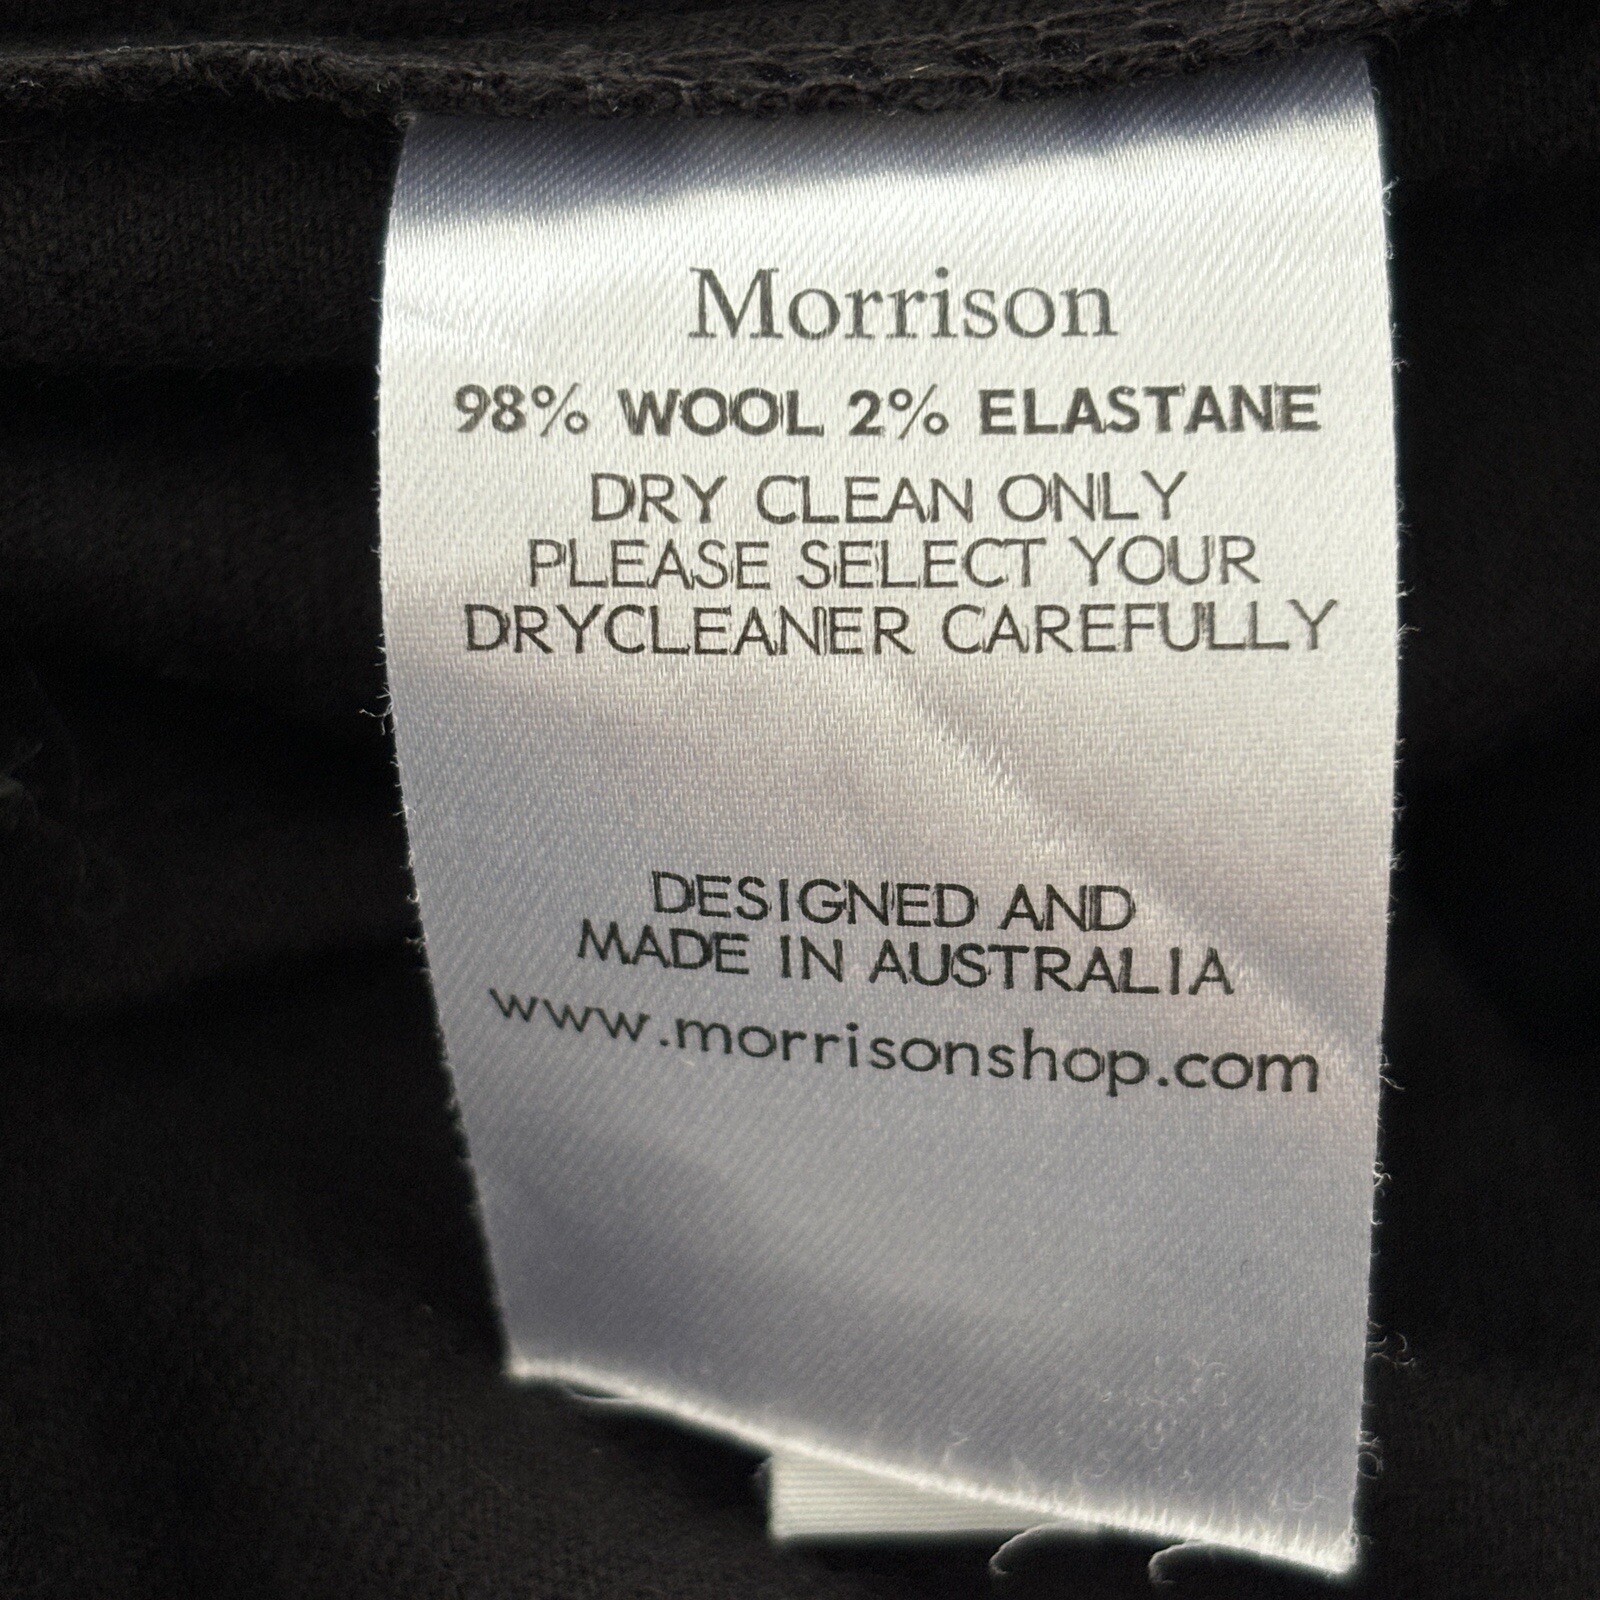 Morrison
98% WOOL 2% ELASTANE
DRY CLEAN ONLY
PLEASE SELECT YOUR
DRYCLEANER CAREFULLY
DESIGNED AND
MADE IN AUSTRALIA
www.morrisonshop.com